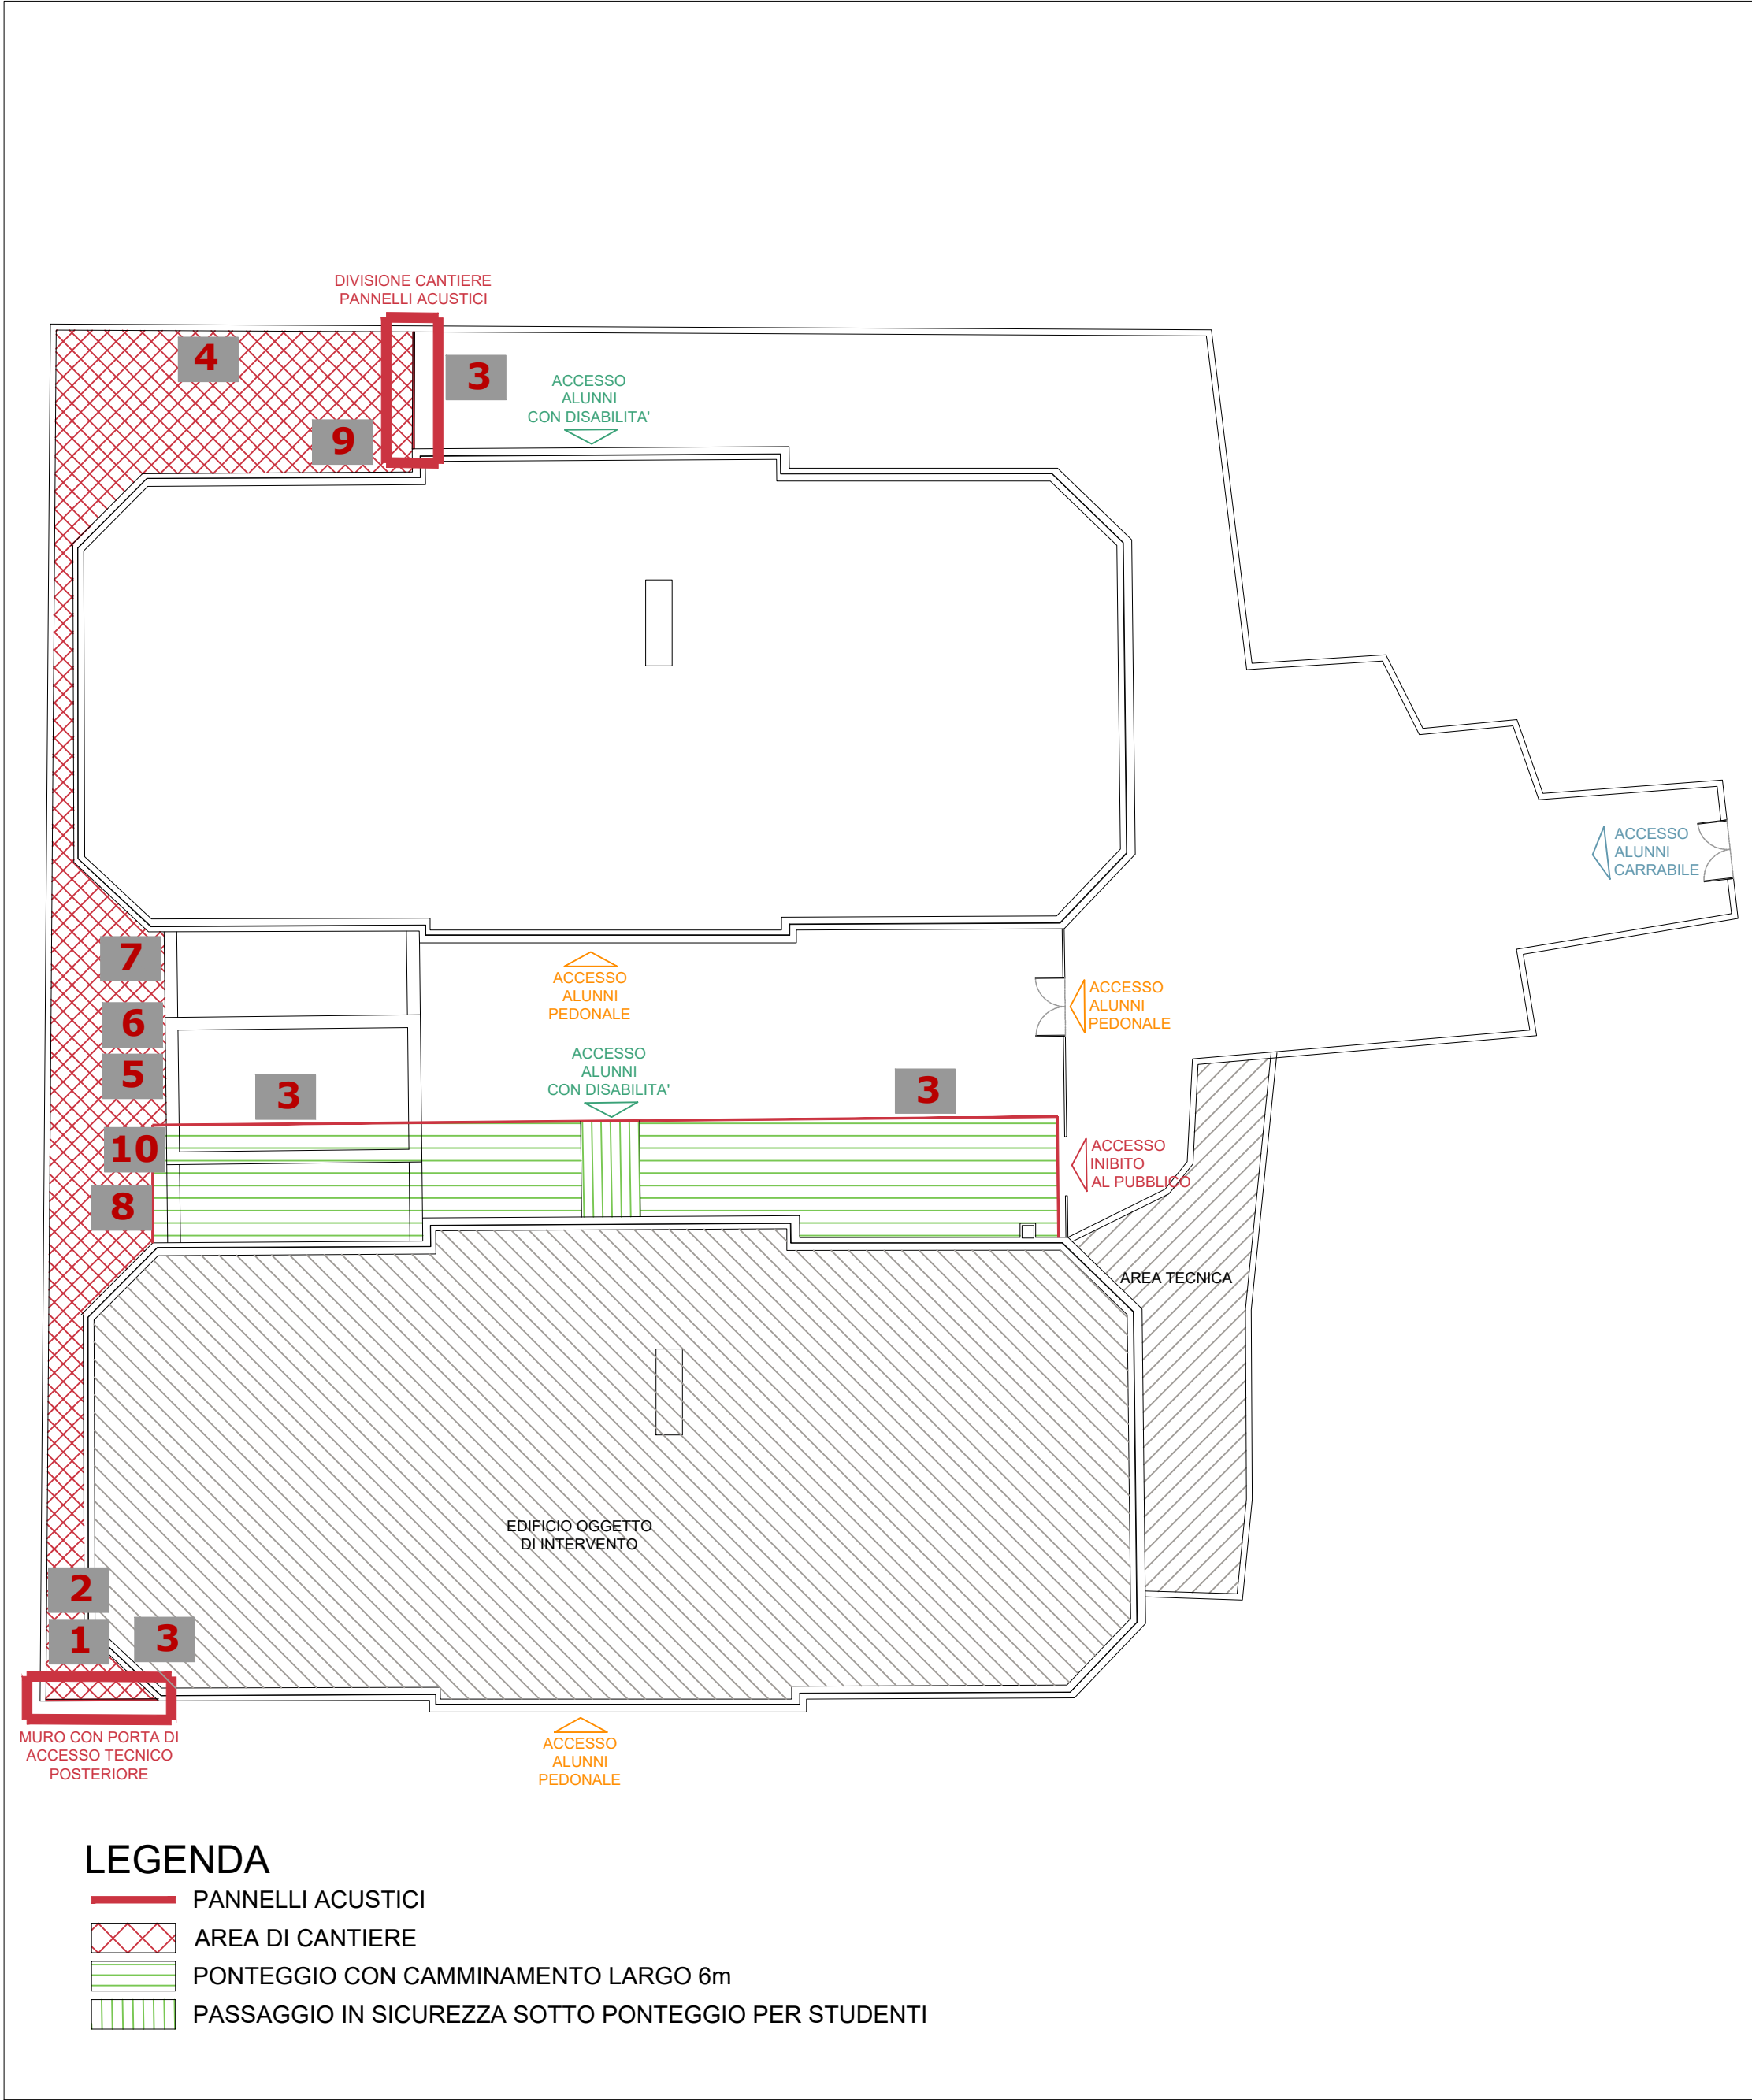 DIVISIONE CANTIERE
PANNELLI ACUSTICI
4
3
9
ACCESSO
ALUNNI
CON DISABILITA'
ACCESSO
ALUNNI
CARRABILE
7
ACCESSO
ALUNNI
PEDONALE
ACCESSO
ALUNNI
PEDONALE
6
5
ACCESSO
ALUNNI
CON DISABILITA'
3
3
10
8
ACCESSO
INIBITO
AL PUBBLICO
AREA TECNICA
EDIFICIO OGGETTO
DI INTERVENTO
2
1
3
MURO CON PORTA DI
ACCESSO TECNICO
POSTERIORE
ACCESSO
ALUNNI
PEDONALE
LEGENDA
PANNELLI ACUSTICI
AREA DI CANTIERE
PONTEGGIO CON CAMMINAMENTO LARGO 6m
PASSAGGIO IN SICUREZZA SOTTO PONTEGGIO PER STUDENTI